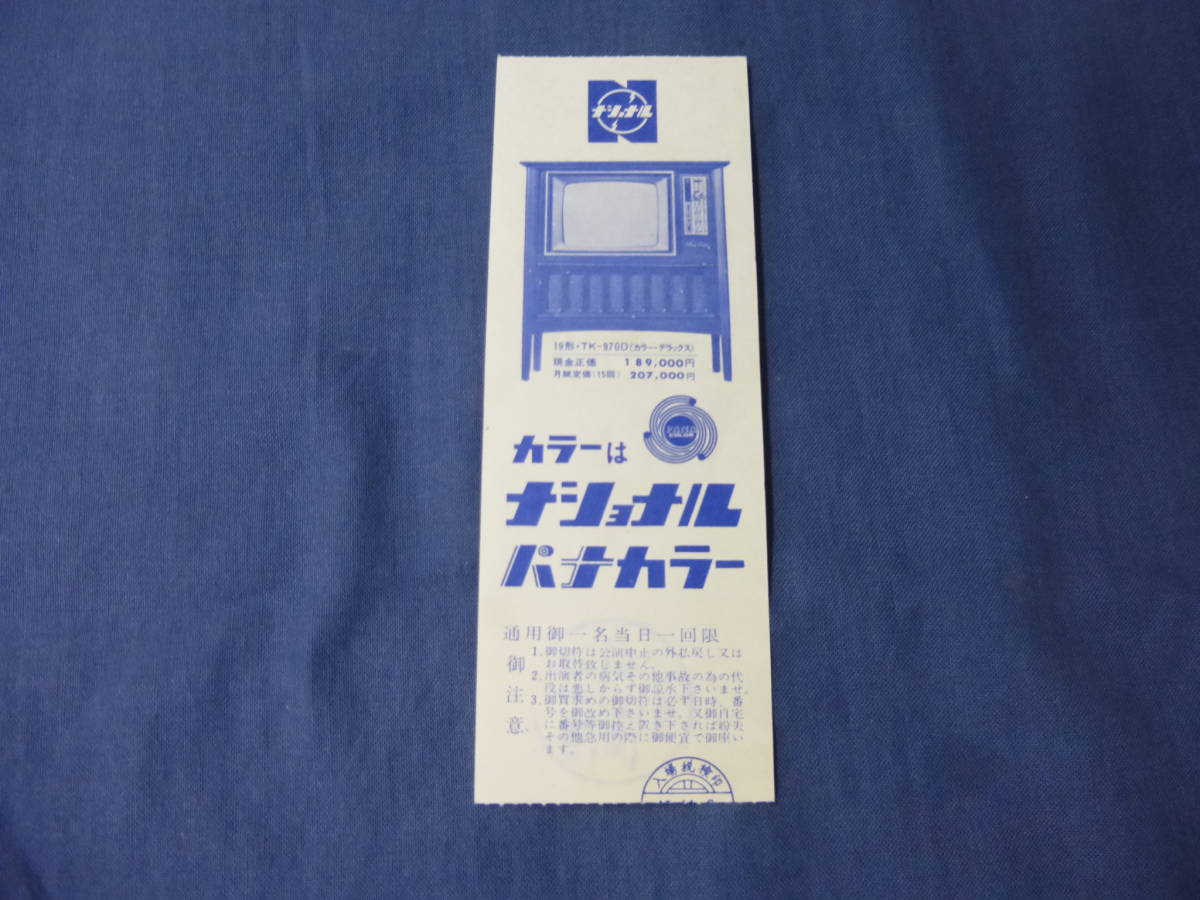 ナショナル
19形・TK-970D(カラー・デラックス)
現金正価 189,000円
月賦定価(15回) 207,000円
PANA
COLOR
カラーは
ナショナル
パナカラー
通用御一名当日一回限
御注意
1. 御切符は公演中止の外払戻し又は
お取替致しません。
2. 出演者の病気その他事故の為の代
役は悪しからず御諒承下さいませ。
3. 御買求めの御切符は必ず日時、番
号を御改め下さいませ。又御自宅
に番号等御控え置き下されば紛失
その他急用の際に御便宜で御座い
ます。
入場税検印